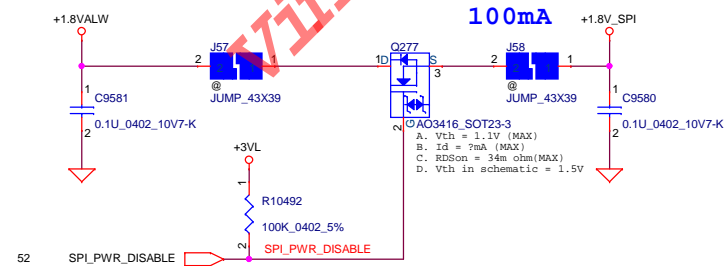 100mA
+1.8VALW
+1.8V_SPI
J57
Q277
J58
2
1
1
D
S
3
2
1
@
JUMP_43X39
@
JUMP_43X39
1
C9581
0.1U_0402_10V7-K
2
1
C9580
0.1U_0402_10V7-K
2
2
G
AO3416_SOT23-3
A. Vth = 1.1V (MAX)
B. Id = ?mA (MAX)
C. RDSon = 34m ohm(MAX)
D. Vth in schematic = 1.5V
+3VL
1
R10492
100K_0402_5%
2
SPI_PWR_DISABLE
52
SPI_PWR_DISABLE